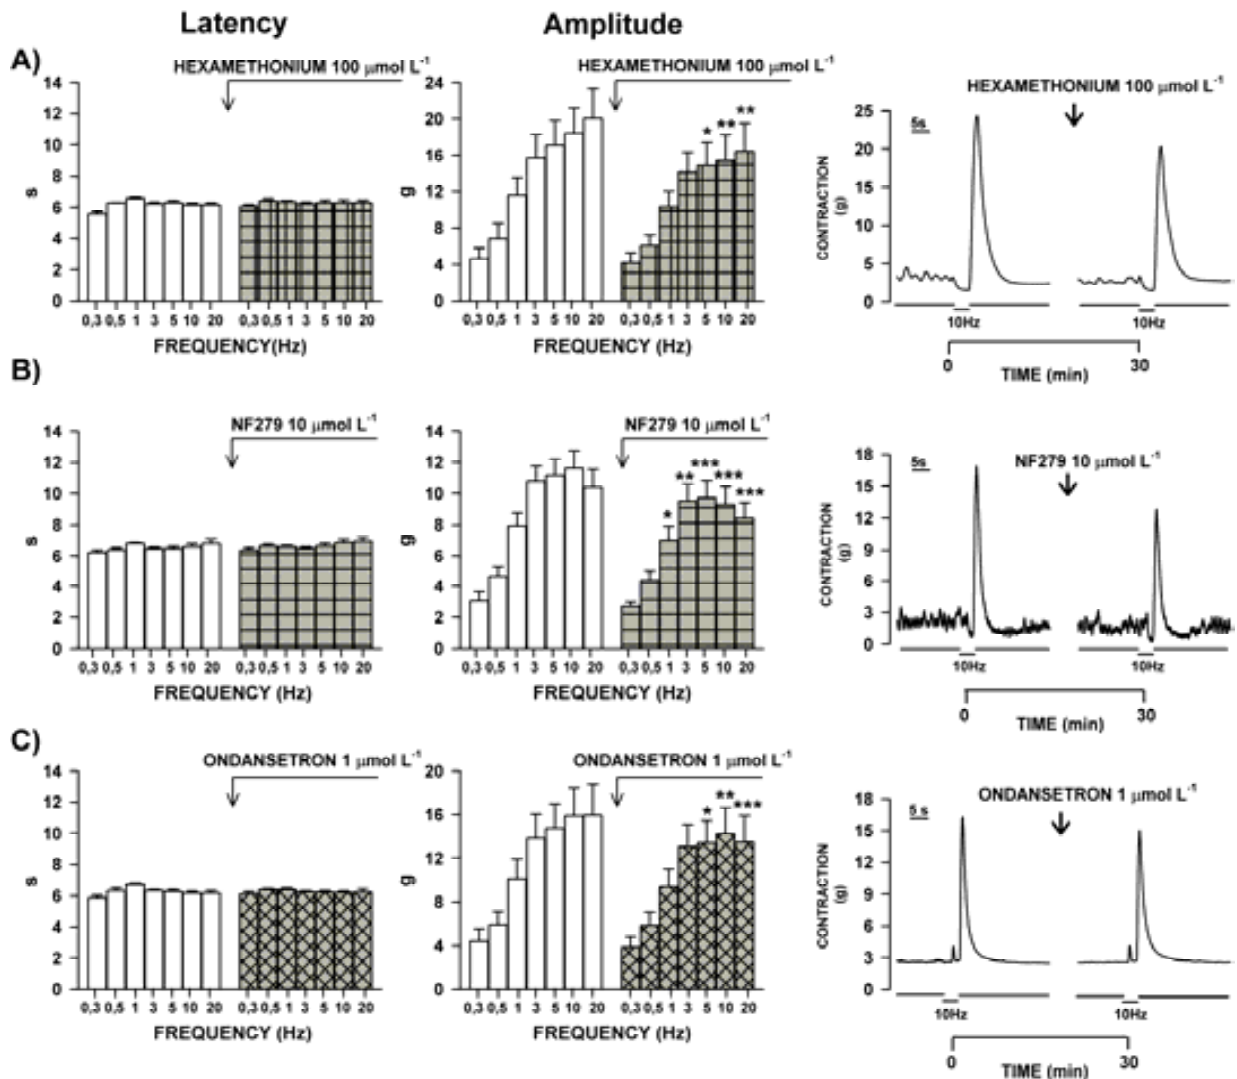 Latency
Amplitude
A)
HEXAMETHONIUM 100 µmol L-1
14
12
10
8
6
4
2
0
s
0,3 0,5 1 3 5 10 20 0,3 0,5 1 3 5 10 20
FREQUENCY(Hz)
HEXAMETHONIUM 100 µmol L-1
24
20
16
12
8
4
0
g
* ** **
0,3 0,5 1 3 5 10 20 0,3 0,5 1 3 5 10 20
FREQUENCY (Hz)
HEXAMETHONIUM 100 µmol L-1
5s
25
20
15
10
5
0
CONTRACTION
(g)
10Hz 10Hz
0 30
TIME (min)
B)
NF279 10 µmol L-1
14
12
10
8
6
4
2
0
s
0,3 0,5 1 3 5 10 20 0,3 0,5 1 3 5 10 20
FREQUENCY (Hz)
NF279 10 µmol L-1
14
12
10
8
6
4
2
0
g
* ** *** *** ***
0,3 0,5 1 3 5 10 20 0,3 0,5 1 3 5 10 20
FREQUENCY (Hz)
NF279 10 µmol L-1
5s
18
15
12
9
6
3
0
CONTRACTION
(g)
10Hz 10Hz
0 30
TIME (min)
C)
ONDANSETRON 1 µmol L-1
14
12
10
8
6
4
2
0
s
0,3 0,5 1 3 5 10 20 0,3 0,5 1 3 5 10 20
FREQUENCY (Hz)
ONDANSETRON 1 µmol L-1
20
16
12
8
4
0
g
* ** ***
0,3 0,5 1 3 5 10 20 0,3 0,5 1 3 5 10 20
FREQUENCY (Hz)
ONDANSETRON 1 µmol L-1
5 s
18
15
12
9
6
3
0
CONTRACTION
(g)
10Hz 10Hz
0 30
TIME (min)